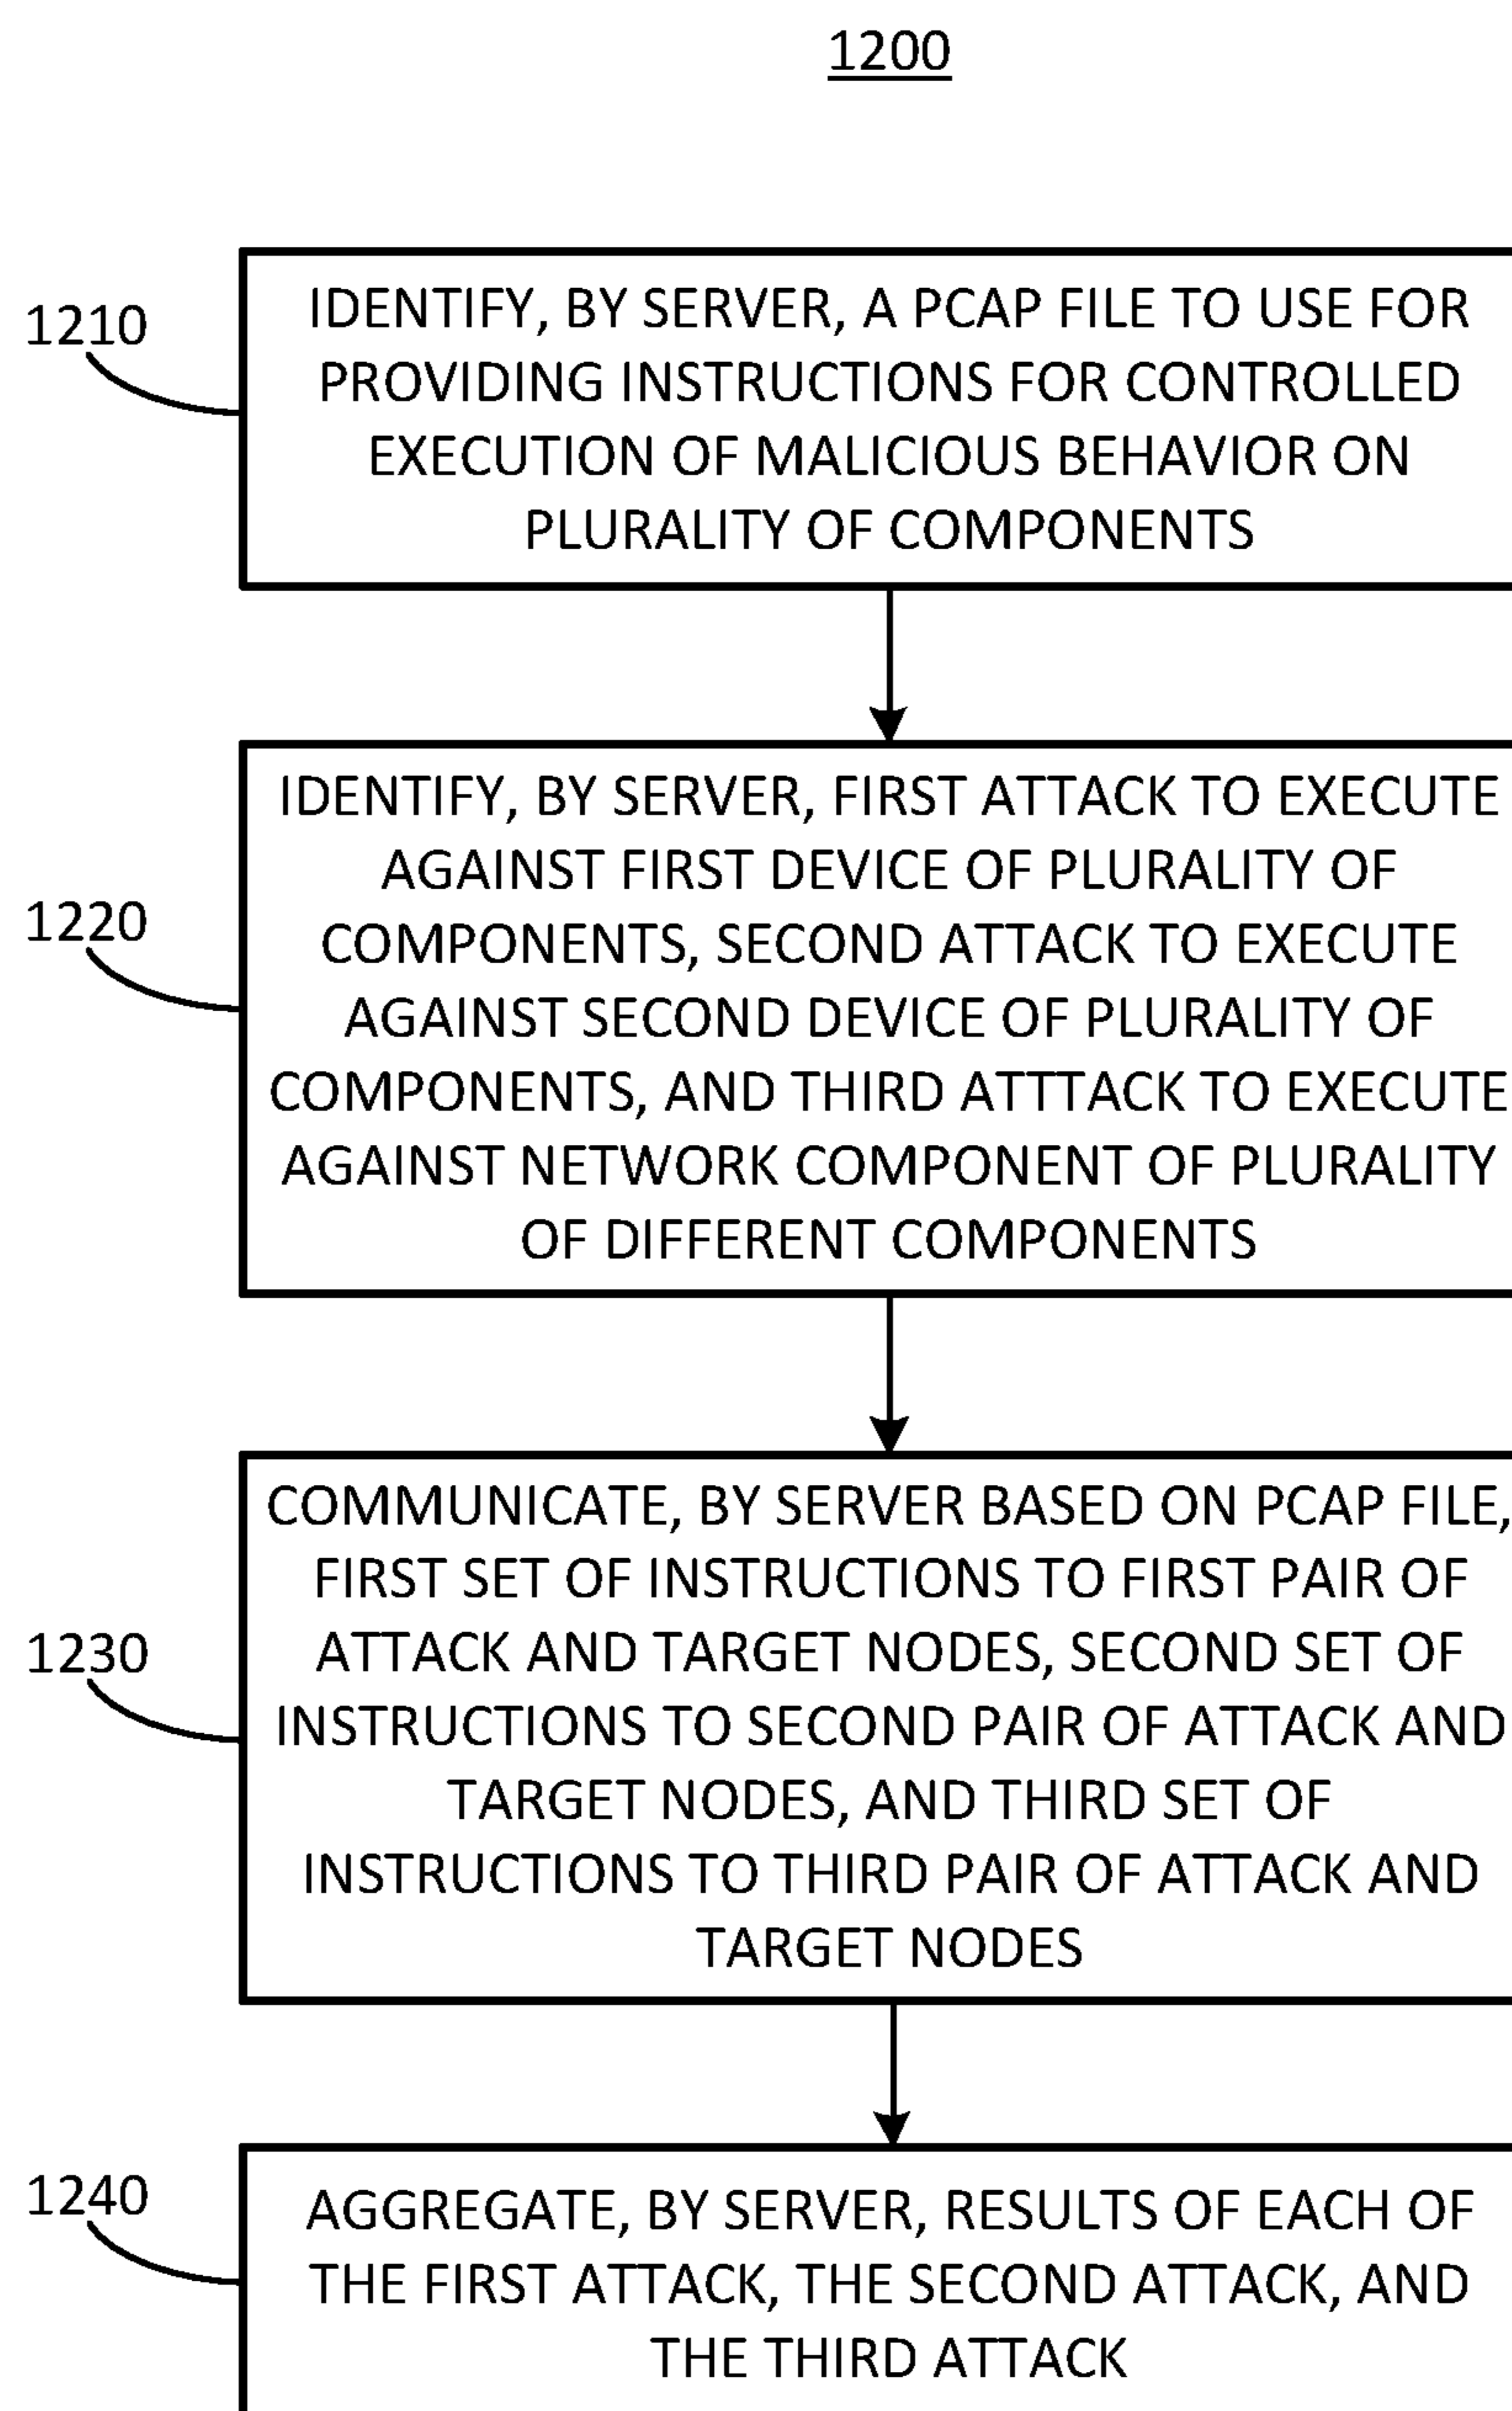 1200
1210
IDENTIFY, BY SERVER, A PCAP FILE TO USE FOR
PROVIDING INSTRUCTIONS FOR CONTROLLED
EXECUTION OF MALICIOUS BEHAVIOR ON
PLURALITY OF COMPONENTS
1220
IDENTIFY, BY SERVER, FIRST ATTACK TO EXECUTE
AGAINST FIRST DEVICE OF PLURALITY OF
COMPONENTS, SECOND ATTACK TO EXECUTE
AGAINST SECOND DEVICE OF PLURALITY OF
COMPONENTS, AND THIRD ATTTACK TO EXECUTE
AGAINST NETWORK COMPONENT OF PLURALITY
OF DIFFERENT COMPONENTS
1230
COMMUNICATE, BY SERVER BASED ON PCAP FILE,
FIRST SET OF INSTRUCTIONS TO FIRST PAIR OF
ATTACK AND TARGET NODES, SECOND SET OF
INSTRUCTIONS TO SECOND PAIR OF ATTACK AND
TARGET NODES, AND THIRD SET OF
INSTRUCTIONS TO THIRD PAIR OF ATTACK AND
TARGET NODES
1240
AGGREGATE, BY SERVER, RESULTS OF EACH OF
THE FIRST ATTACK, THE SECOND ATTACK, AND
THE THIRD ATTACK